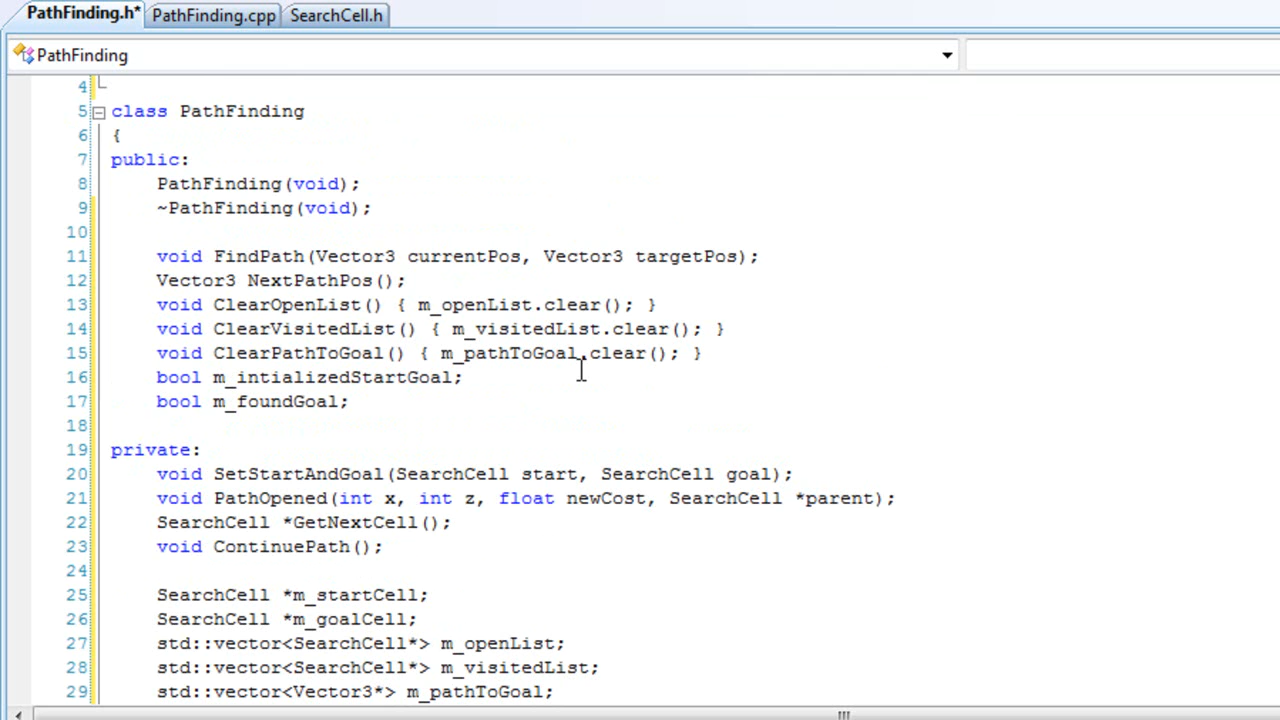 PathFinding.h* PathFinding.cpp SearchCell.h
PathFinding
4
5 class PathFinding
6 {
7 public:
8 PathFinding(void);
9 ~PathFinding(void);
10
11 void FindPath(Vector3 currentPos, Vector3 targetPos);
12 Vector3 NextPathPos();
13 void ClearOpenList() { m_openList.clear(); }
14 void ClearVisitedList() { m_visitedList.clear(); }
15 void ClearPathToGoal() { m_pathToGoal.clear(); }
16 bool m_intializedStartGoal;
17 bool m_foundGoal;
18
19 private:
20 void SetStartAndGoal(SearchCell start, SearchCell goal);
21 void PathOpened(int x, int z, float newCost, SearchCell *parent);
22 SearchCell *GetNextCell();
23 void ContinuePath();
24
25 SearchCell *m_startCell;
26 SearchCell *m_goalCell;
27 std::vector<SearchCell*> m_openList;
28 std::vector<SearchCell*> m_visitedList;
29 std::vector<Vector3*> m_pathToGoal;